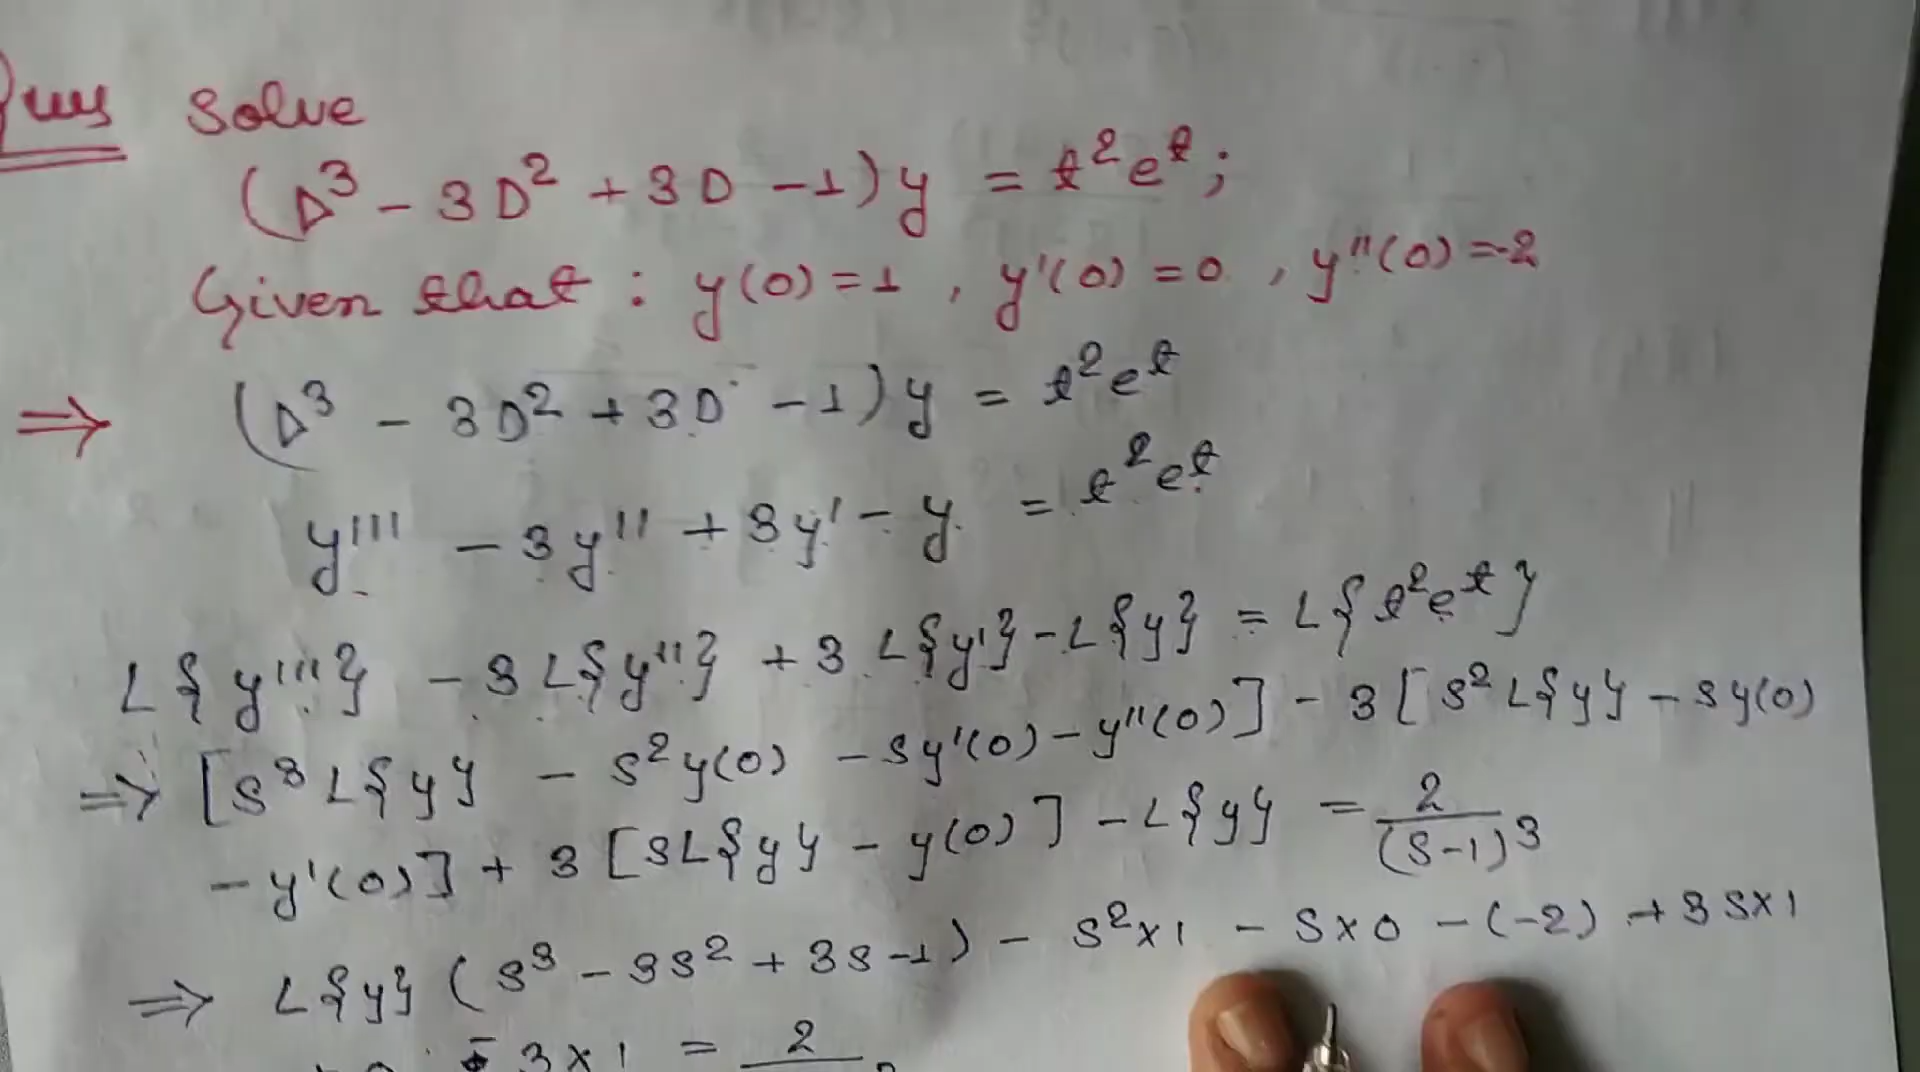 Ques Solve
(D³ - 3D² + 3D - 1)y = t²eᵗ;
Given that : y(0) = 1 , y'(0) = 0 , y''(0) = -2
⇒ (D³ - 3D² + 3D - 1)y = t²eᵗ
y''' - 3y'' + 3y' - y = t²eᵗ
L{y'''} - 3L{y''} + 3L{y'} - L{y} = L{t²eᵗ}
⇒ [s³L{y} - s²y(0) - sy'(0) - y''(0)] - 3[s²L{y} - sy(0)
- y'(0)] + 3[sL{y} - y(0)] - L{y} = 2/(s-1)³
⇒ L{y}(s³ - 3s² + 3s - 1) - s²×1 - s×0 - (-2) + 3s×1
- 3×1 = 2